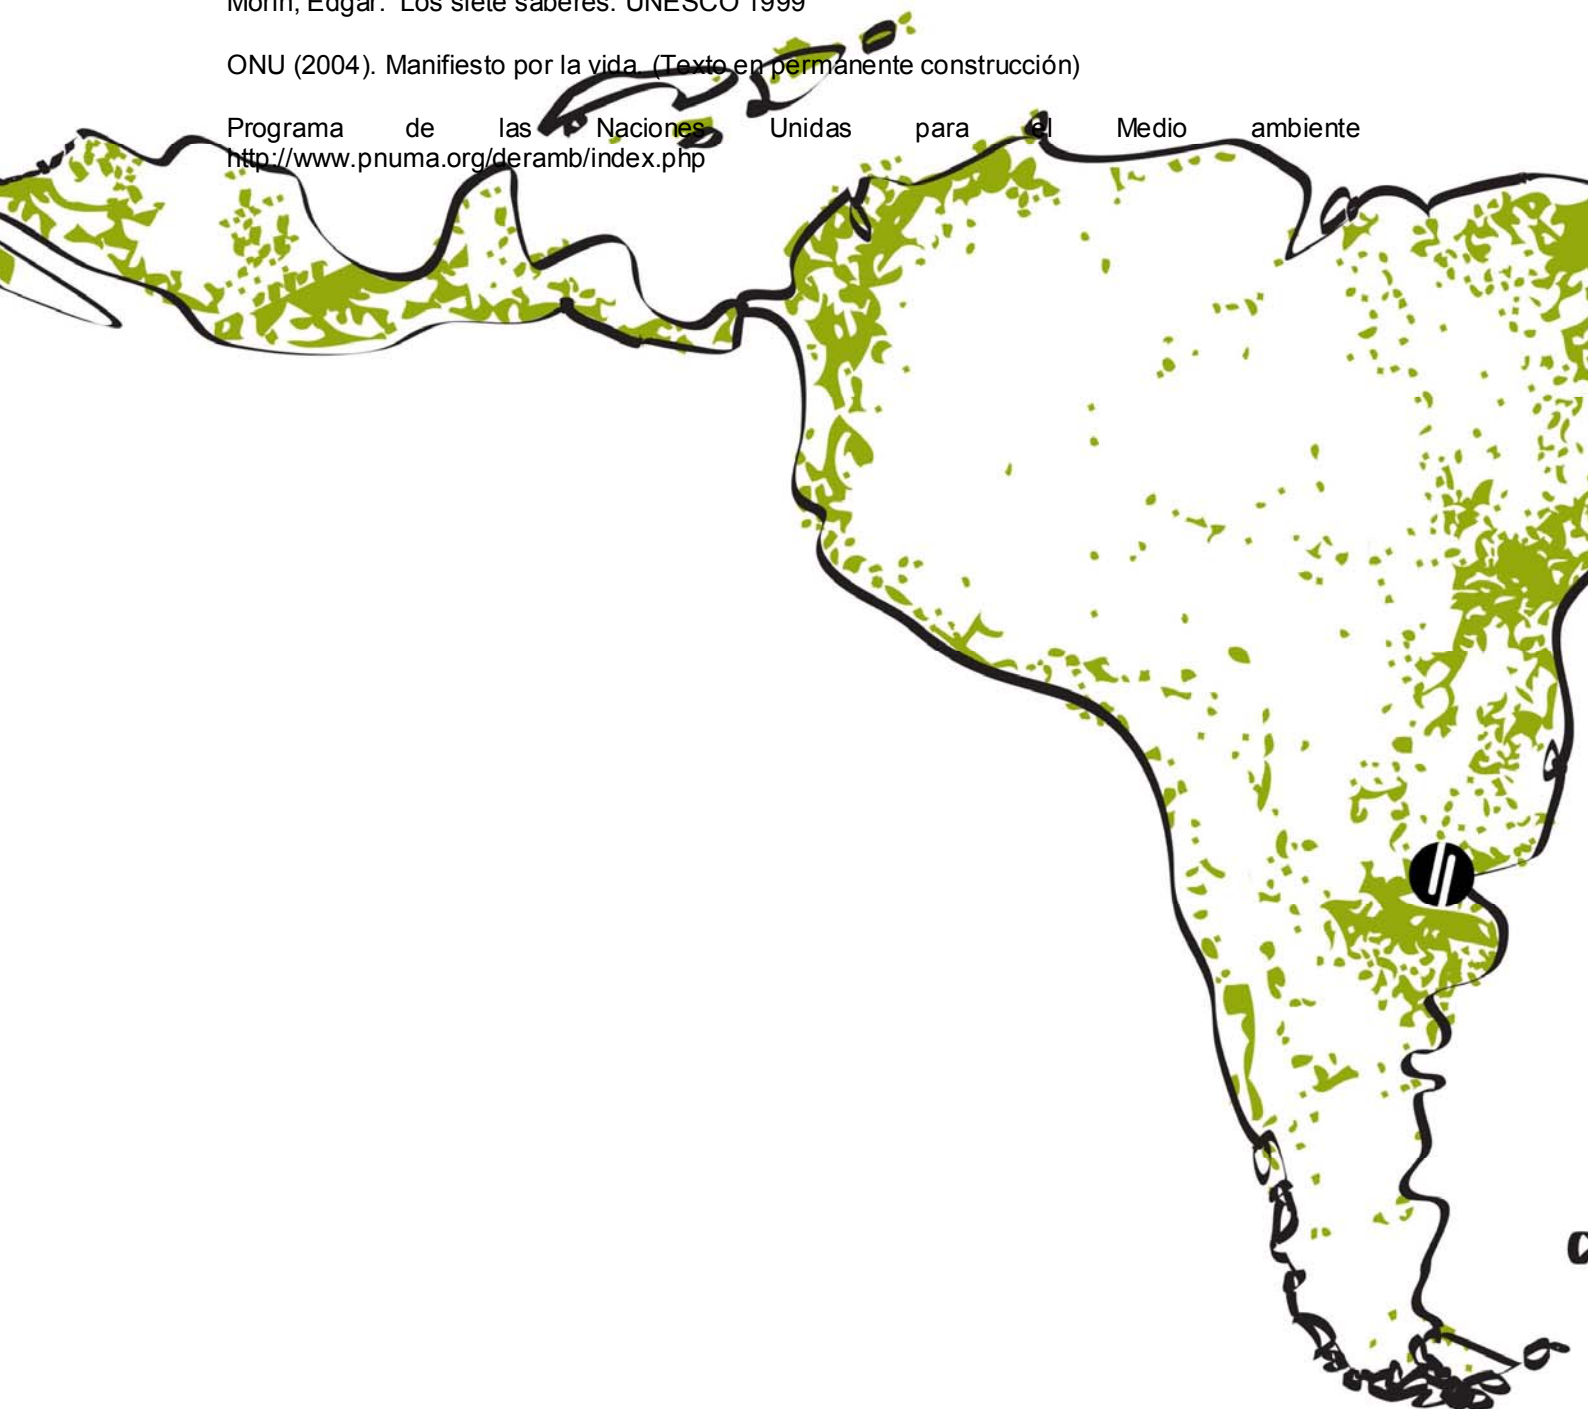 Morin, Edgar. Los siete saberes. UNESCO 1999
ONU (2004). Manifiesto por la vida. (Texto en permanente construcción)
Programa de las Naciones Unidas para el Medio ambiente
http://www.pnuma.org/deramb/index.php